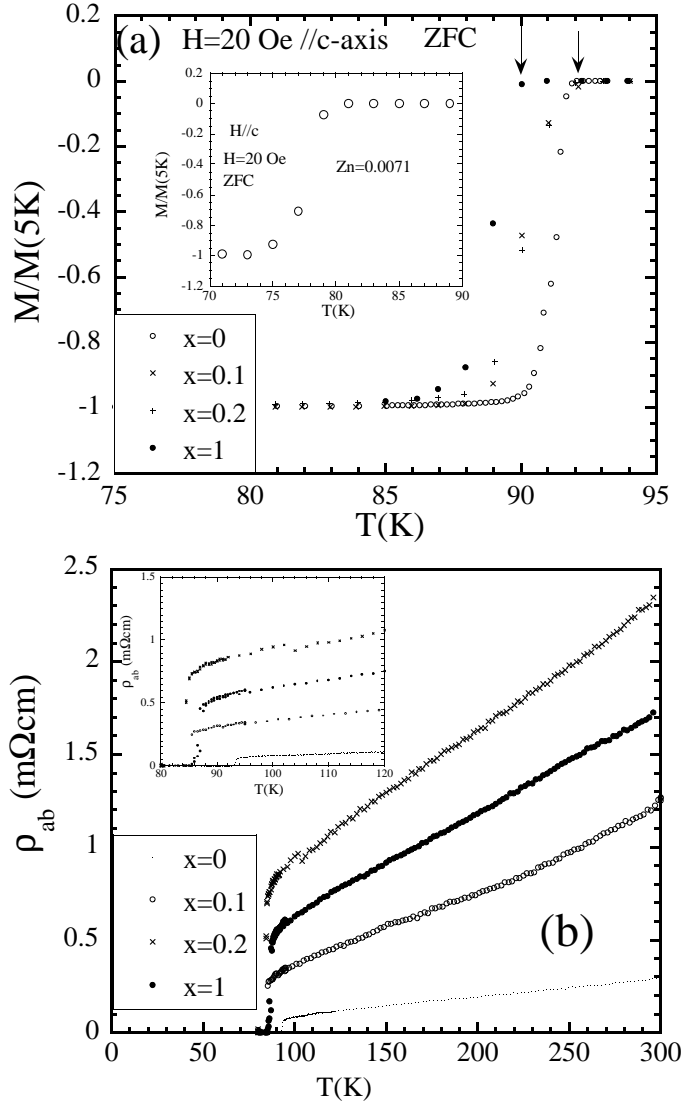 (a) H=20 Oe //c-axis ZFC
0.2
0
-0.2
-0.4
-0.6
-0.8
-1
-1.2
M/M(5K)
75 80 85 90 95
T(K)
0.2
0
-0.2
-0.4
-0.6
-0.8
-1
-1.2
M/M(5K)
H//c
H=20 Oe
ZFC
Zn=0.0071
70 75 80 85 90
T(K)
x=0
x=0.1
x=0.2
x=1
2.5
2
1.5
1
0.5
0
ρab (mΩcm)
0 50 100 150 200 250 300
T(K)
1.5
1
0.5
0
ρab (mΩcm)
80 90 100 110 120
T(K)
x=0
x=0.1
x=0.2
x=1
(b)